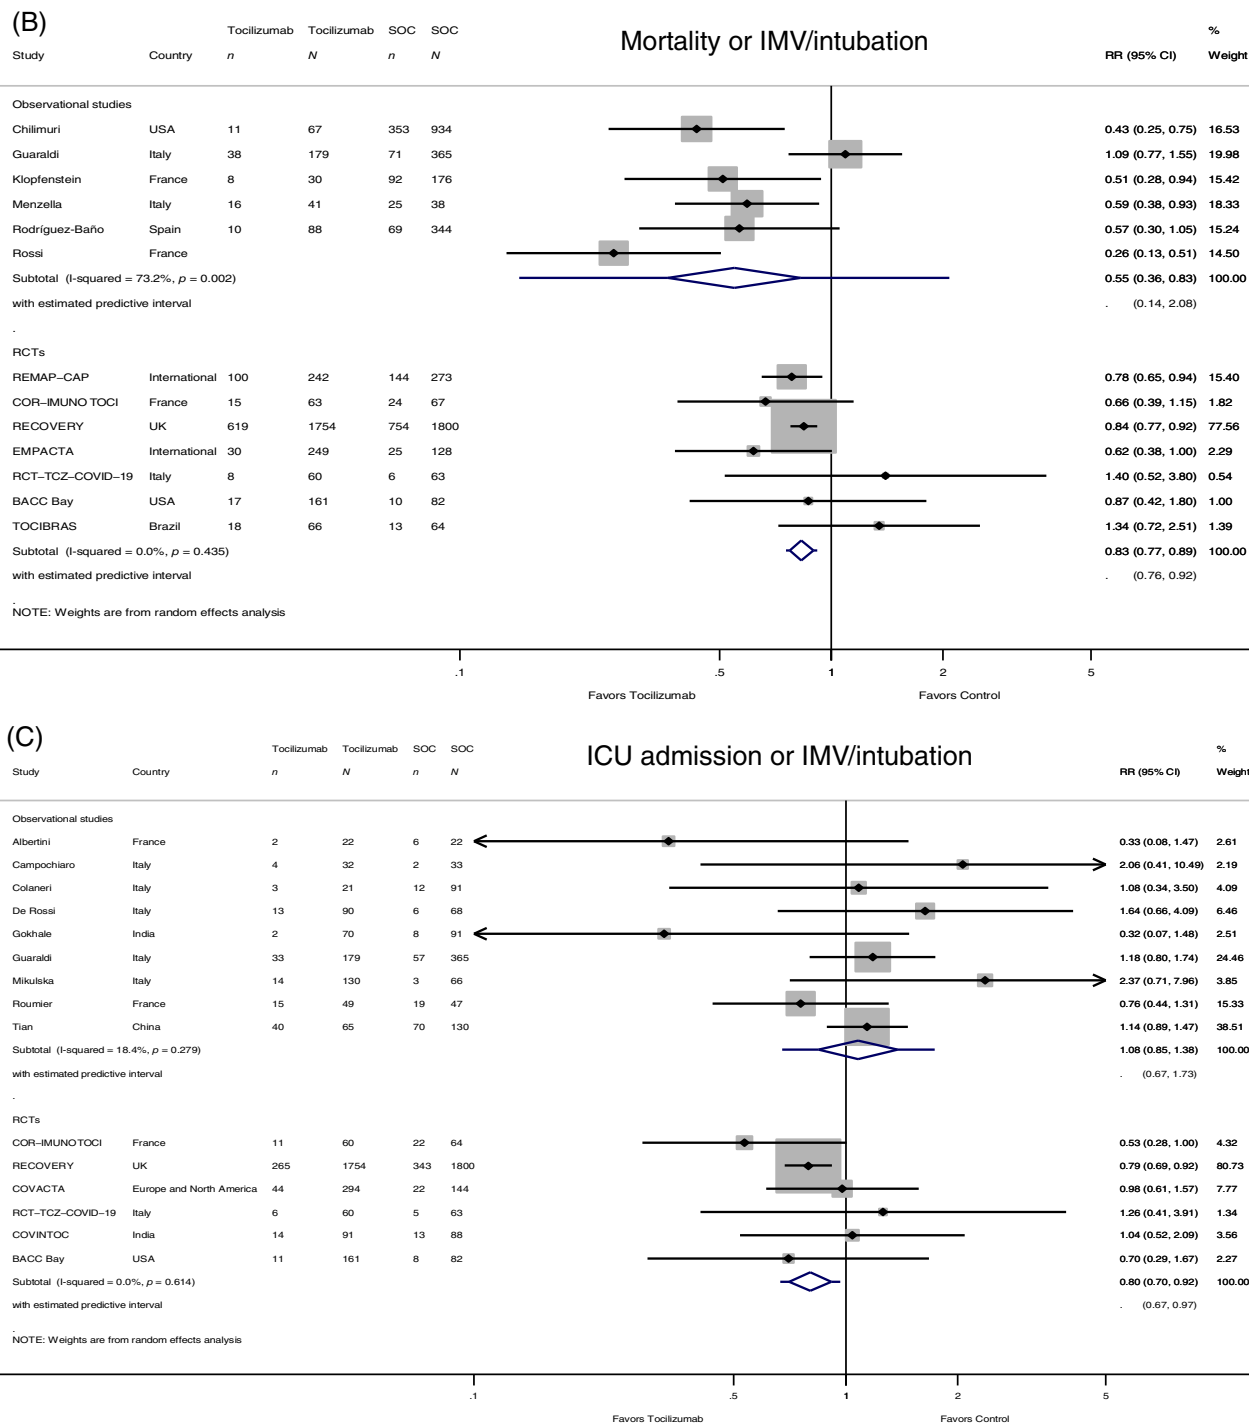 (B)
Mortality or IMV/intubation
Tocilizumab Tocilizumab SOC SOC %
Study Country n N n N RR (95% CI) Weight
Observational studies
Chilimuri USA 11 67 353 934 0.43 (0.25, 0.75) 16.53
Guaraldi Italy 38 179 71 365 1.09 (0.77, 1.55) 19.98
Klopfenstein France 8 30 92 176 0.51 (0.28, 0.94) 15.42
Menzella Italy 16 41 25 38 0.59 (0.38, 0.93) 18.33
Rodríguez-Baño Spain 10 88 69 344 0.57 (0.30, 1.05) 15.24
Rossi France 0.26 (0.13, 0.51) 14.50
Subtotal (I-squared = 73.2%, p = 0.002) 0.55 (0.36, 0.83) 100.00
with estimated predictive interval . (0.14, 2.08)
.
RCTs
REMAP–CAP International 100 242 144 273 0.78 (0.65, 0.94) 15.40
COR–IMUNO TOCI France 15 63 24 67 0.66 (0.39, 1.15) 1.82
RECOVERY UK 619 1754 754 1800 0.84 (0.77, 0.92) 77.56
EMPACTA International 30 249 25 128 0.62 (0.38, 1.00) 2.29
RCT–TCZ–COVID–19 Italy 8 60 6 63 1.40 (0.52, 3.80) 0.54
BACC Bay USA 17 161 10 82 0.87 (0.42, 1.80) 1.00
TOCIBRAS Brazil 18 66 13 64 1.34 (0.72, 2.51) 1.39
Subtotal (I-squared = 0.0%, p = 0.435) 0.83 (0.77, 0.89) 100.00
with estimated predictive interval . (0.76, 0.92)
.
NOTE: Weights are from random effects analysis
.1 .5 1 2 5
Favors Tocilizumab Favors Control
(C)
ICU admission or IMV/intubation
Tocilizumab Tocilizumab SOC SOC %
Study Country n N n N RR (95% CI) Weight
Observational studies
Albertini France 2 22 6 22 0.33 (0.08, 1.47) 2.61
Campochiaro Italy 4 32 2 33 2.06 (0.41, 10.49) 2.19
Colaneri Italy 3 21 12 91 1.08 (0.34, 3.50) 4.09
De Rossi Italy 13 90 6 68 1.64 (0.66, 4.09) 6.46
Gokhale India 2 70 8 91 0.32 (0.07, 1.48) 2.51
Guaraldi Italy 33 179 57 365 1.18 (0.80, 1.74) 24.46
Mikulska Italy 14 130 3 66 2.37 (0.71, 7.96) 3.85
Roumier France 15 49 19 47 0.76 (0.44, 1.31) 15.33
Tian China 40 65 70 130 1.14 (0.89, 1.47) 38.51
Subtotal (I-squared = 18.4%, p = 0.279) 1.08 (0.85, 1.38) 100.00
with estimated predictive interval . (0.67, 1.73)
.
RCTs
COR–IMUNOTOCI France 11 60 22 64 0.53 (0.28, 1.00) 4.32
RECOVERY UK 265 1754 343 1800 0.79 (0.69, 0.92) 80.73
COVACTA Europe and North America 44 294 22 144 0.98 (0.61, 1.57) 7.77
RCT–TCZ–COVID–19 Italy 6 60 5 63 1.26 (0.41, 3.91) 1.34
COVINTOC India 14 91 13 88 1.04 (0.52, 2.09) 3.56
BACC Bay USA 11 161 8 82 0.70 (0.29, 1.67) 2.27
Subtotal (I-squared = 0.0%, p = 0.614) 0.80 (0.70, 0.92) 100.00
with estimated predictive interval . (0.67, 0.97)
.
NOTE: Weights are from random effects analysis
.1 .5 1 2 5
Favors Tocilizumab Favors Control